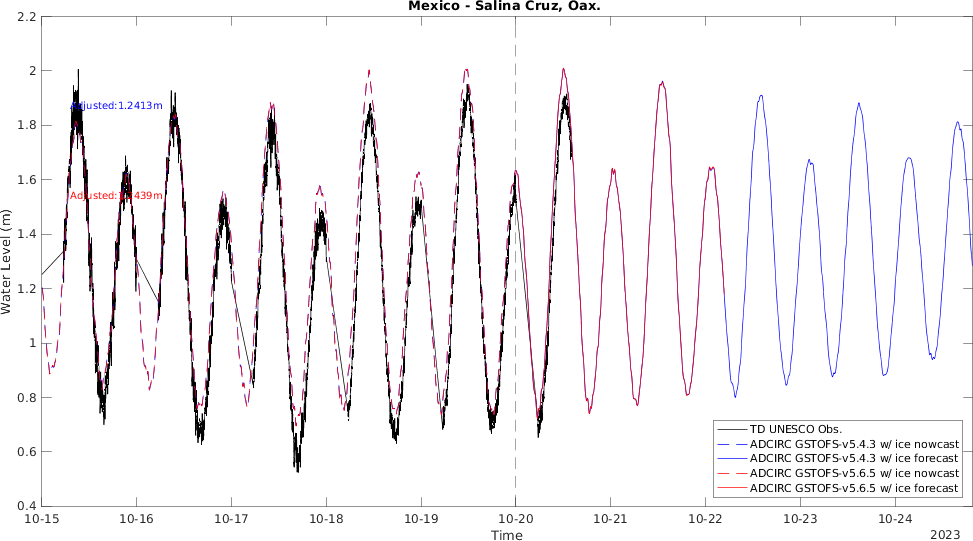 Mexico - Salina Cruz, Oax.
2.2
2
1.8
1.6
1.4
1.2
1
0.8
0.6
0.4
Water Level (m)
Adjusted:1.2413m
Adjusted:1.2439m
TD UNESCO Obs.
ADCIRC GSTOFS-v5.4.3 w/ ice nowcast
ADCIRC GSTOFS-v5.4.3 w/ ice forecast
ADCIRC GSTOFS-v5.6.5 w/ ice nowcast
ADCIRC GSTOFS-v5.6.5 w/ ice forecast
10-15 10-16 10-17 10-18 10-19 10-20 10-21 10-22 10-23 10-24
Time
2023